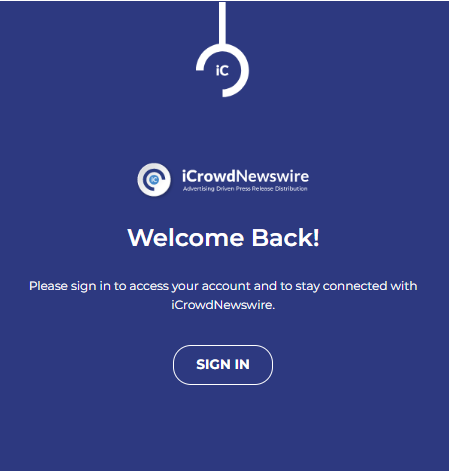 iC
iC
iCrowdNewswire
Advertising Driven Press Release Distribution
Welcome Back!
Please sign in to access your account and to stay connected with
iCrowdNewswire.
SIGN IN